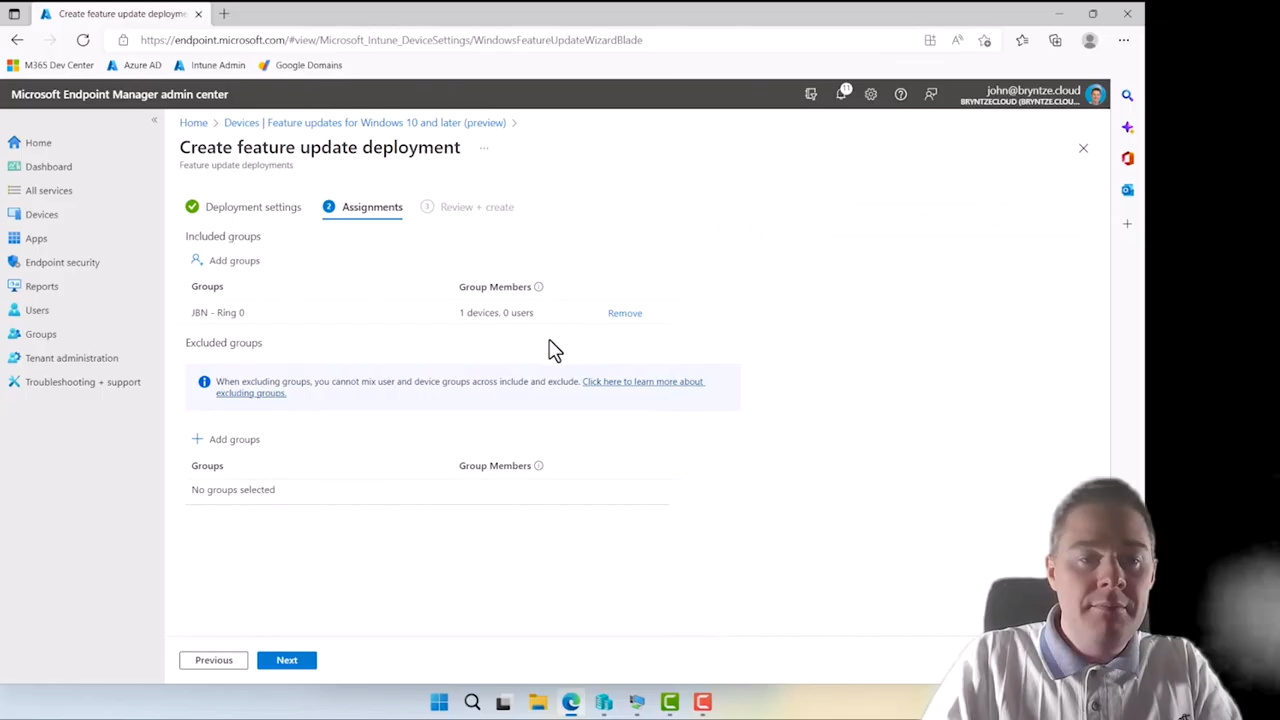 Create feature update deployme
https://endpoint.microsoft.com/#view/Microsoft_Intune_DeviceSettings/WindowsFeatureUpdateWizardBlade
M365 Dev Center
Azure AD
Intune Admin
Google Domains
Microsoft Endpoint Manager admin center
11
john@bryntze.cloud
BRYNTZECLOUD (BRYNTZE.CLOU...
Home
Dashboard
All services
Devices
Apps
Endpoint security
Reports
Users
Groups
Tenant administration
Troubleshooting + support
Home > Devices | Feature updates for Windows 10 and later (preview) >
Create feature update deployment ...
Feature update deployments
Deployment settings
2 Assignments
3 Review + create
Included groups
Add groups
Groups Group Members
JBN - Ring 0 1 devices, 0 users Remove
Excluded groups
When excluding groups, you cannot mix user and device groups across include and exclude. Click here to learn more about
excluding groups.
Add groups
Groups Group Members
No groups selected
Previous
Next